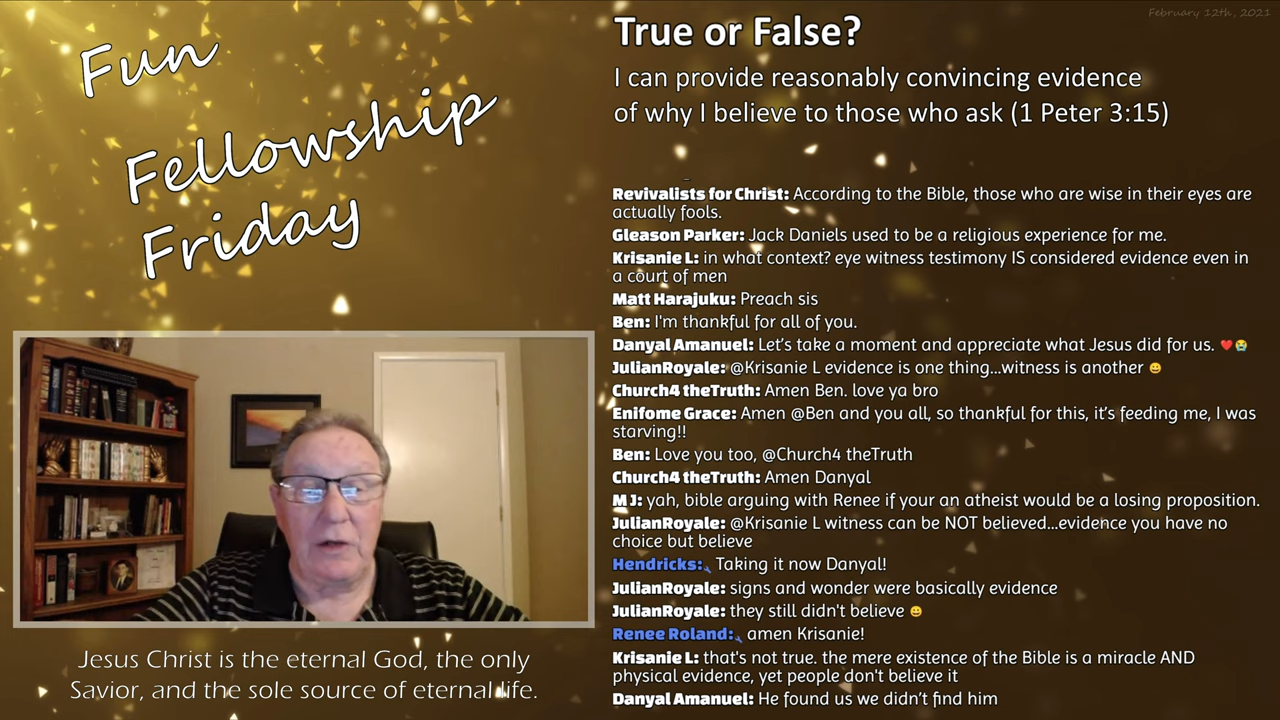 Fun
Fellowship
Friday
February 12th, 2021
True or False?
I can provide reasonably convincing evidence
of why I believe to those who ask (1 Peter 3:15)
Revivalists for Christ: According to the Bible, those who are wise in their eyes are
actually fools.
Gleason Parker: Jack Daniels used to be a religious experience for me.
Krisanie L: in what context? eye witness testimony IS considered evidence even in
a court of men
Matt Harajuku: Preach sis
Ben: I'm thankful for all of you.
Danyal Amanuel: Let’s take a moment and appreciate what Jesus did for us. ❤️😭
JulianRoyale: @Krisanie L evidence is one thing...witness is another 😀
Church4 theTruth: Amen Ben. love ya bro
Enifome Grace: Amen @Ben and you all, so thankful for this, it’s feeding me, I was
starving!!
Ben: Love you too, @Church4 theTruth
Church4 theTruth: Amen Danyal
M J: yah, bible arguing with Renee if your an atheist would be a losing proposition.
JulianRoyale: @Krisanie L witness can be NOT believed...evidence you have no
choice but believe
Hendricks: Taking it now Danyal!
JulianRoyale: signs and wonder were basically evidence
JulianRoyale: they still didn't believe 😀
Renee Roland: amen Krisanie!
Krisanie L: that's not true. the mere existence of the Bible is a miracle AND
physical evidence, yet people don't believe it
Danyal Amanuel: He found us we didn’t find him
Jesus Christ is the eternal God, the only
Savior, and the sole source of eternal life.